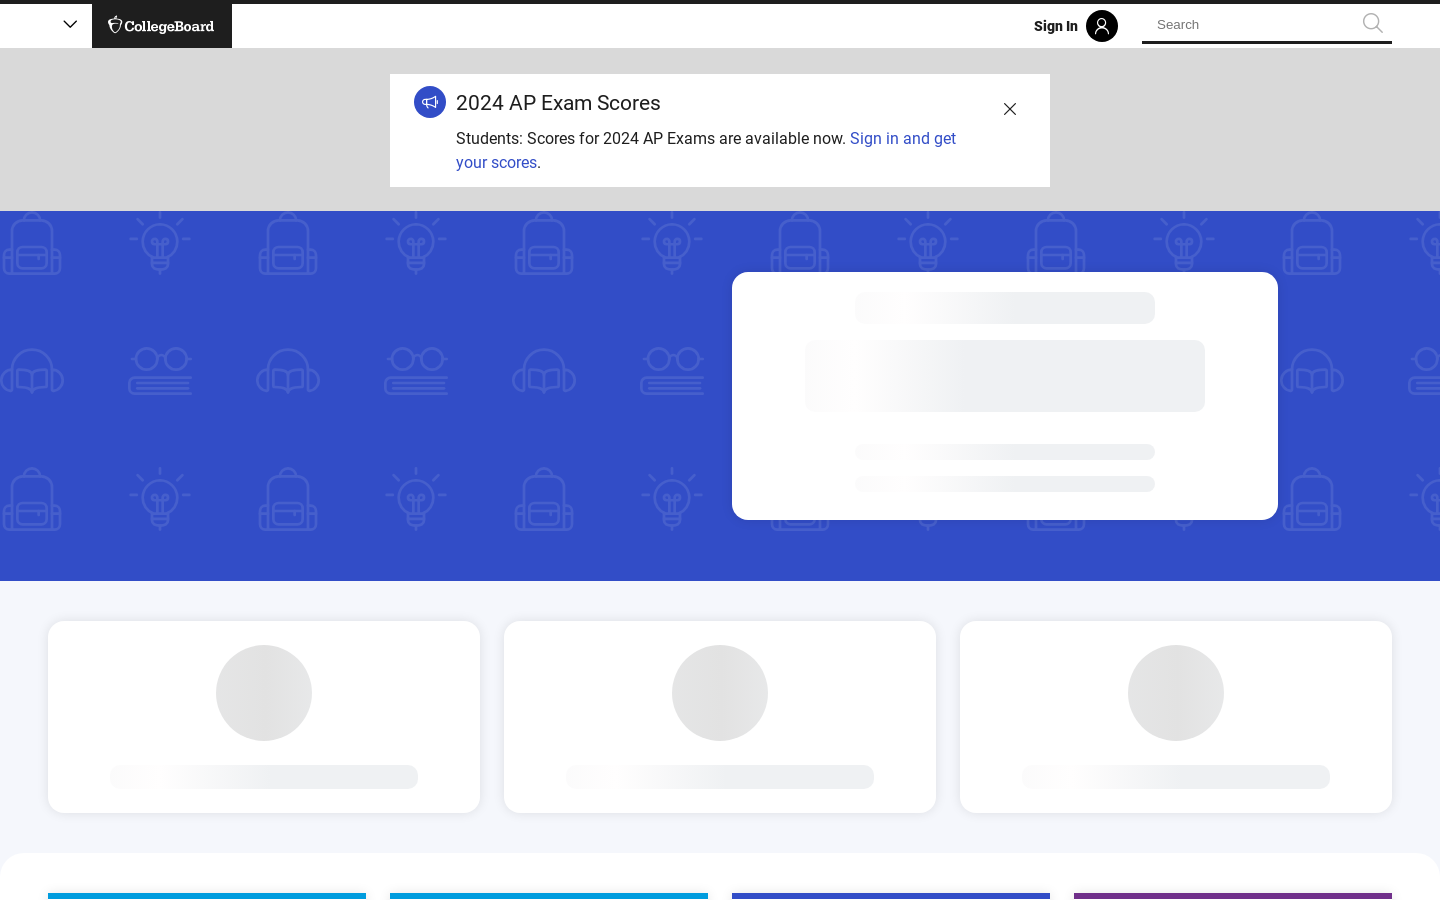 CollegeBoard
Sign In
Search
2024 AP Exam Scores
Students: Scores for 2024 AP Exams are available now. Sign in and get
your scores.